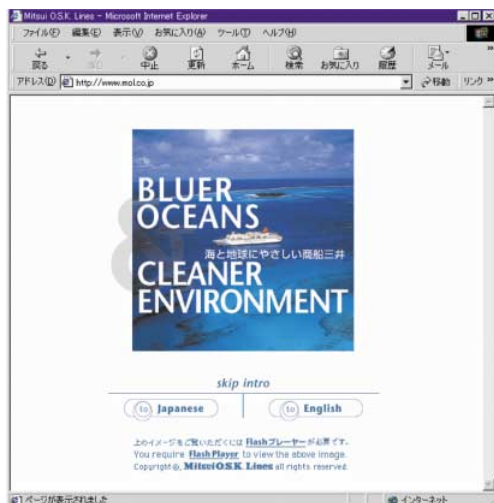 Mitsui O.S.K. Lines - Microsoft Internet Explorer
ファイル(F) 編集(E) 表示(V) お気に入り(A) ツール(T) ヘルプ(H)
戻る 中止 更新 ホーム 検索 お気に入り 履歴 メール
アドレス(D) http://www.mol.co.jp 移動 リンク »
BLUER
OCEANS
&
海と地球にやさしい商船三井
CLEANER
ENVIRONMENT
skip intro
to Japanese to English
上のイメージをご覧いただくには Flashプレーヤー が必要です。
You require Flash Player to view the above image.
Copyright©, Mitsui O.S.K. Lines all rights reserved.
ページが表示されました インターネット